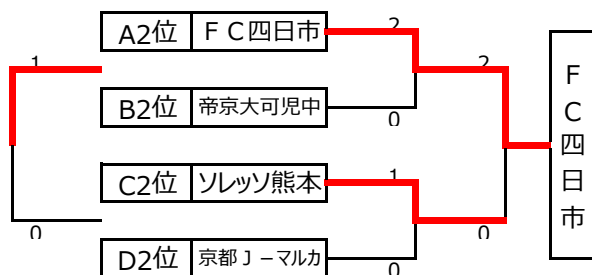 A2位 ＦＣ四日市 2
1 2
B2位 帝京大可児中 0
ＦＣ四日市
C2位 ソレッソ熊本 1
0 0
D2位 京都Ｊ－マルカ 0